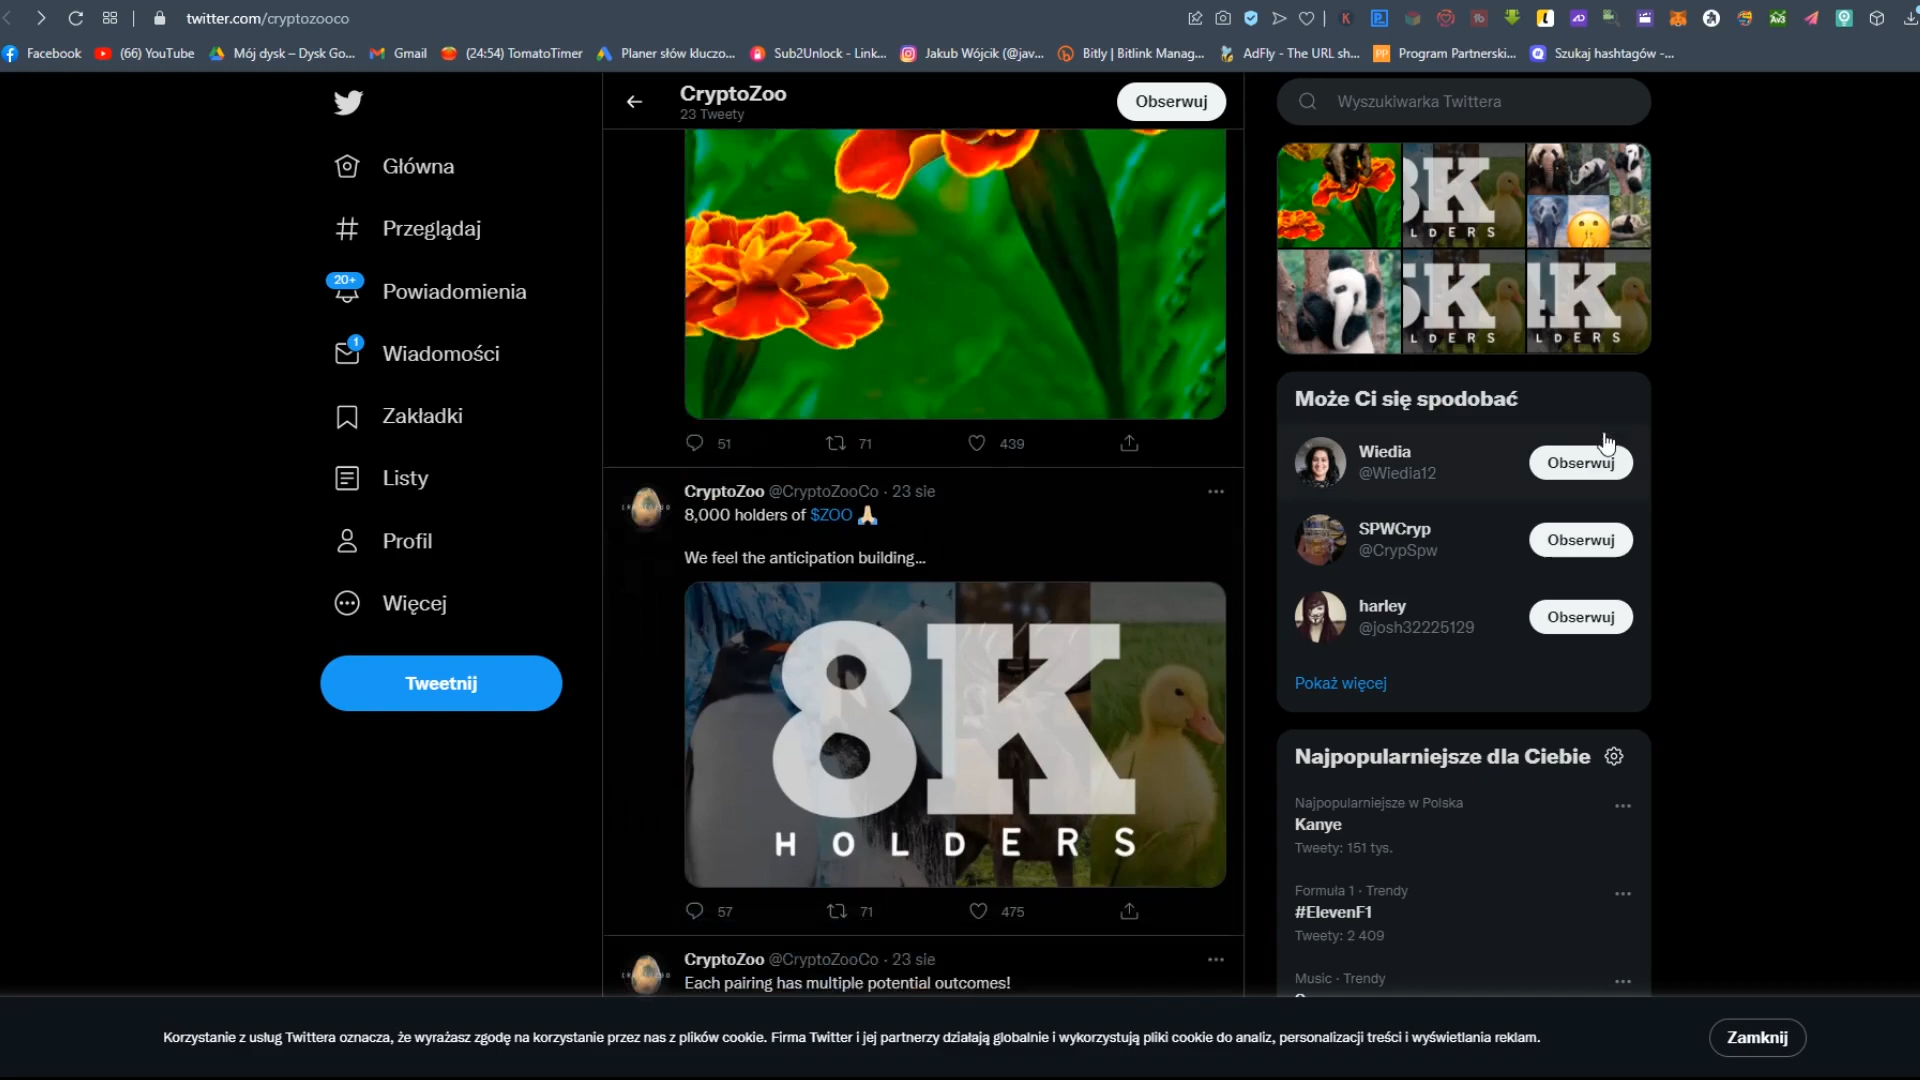 twitter.com/cryptozooco
Facebook
(66) YouTube
Mój dysk – Dysk Go...
Gmail
(24:54) TomatoTimer
Planer słów kluczo...
Sub2Unlock - Link...
Jakub Wójcik (@jav...
Bitly | Bitlink Manag...
AdFly - The URL sh...
Program Partnerski...
Szukaj hashtagów -...
Główna
Przeglądaj
20+
Powiadomienia
1
Wiadomości
Zakładki
Listy
Profil
Więcej
Tweetnij
CryptoZoo
23 Tweety
Obserwuj
51
71
439
CryptoZoo @CryptoZooCo · 23 sie
8,000 holders of $ZOO
We feel the anticipation building...
8K
HOLDERS
57
71
475
CryptoZoo @CryptoZooCo · 23 sie
Each pairing has multiple potential outcomes!
Wyszukiwarka Twittera
8K
LDERS
5K
LDERS
K
LDERS
Może Ci się spodobać
Wiedia
@Wiedia12
Obserwuj
SPWCryp
@CrypSpw
Obserwuj
harley
@josh32225129
Obserwuj
Pokaż więcej
Najpopularniejsze dla Ciebie
Najpopularniejsze w Polska
Kanye
Tweety: 151 tys.
Formuła 1 · Trendy
#ElevenF1
Tweety: 2 409
Music · Trendy
Korzystanie z usług Twittera oznacza, że wyrażasz zgodę na korzystanie przez nas z plików cookie. Firma Twitter i jej partnerzy działają globalnie i wykorzystują pliki cookie do analiz, personalizacji treści i wyświetlania reklam.
Zamknij